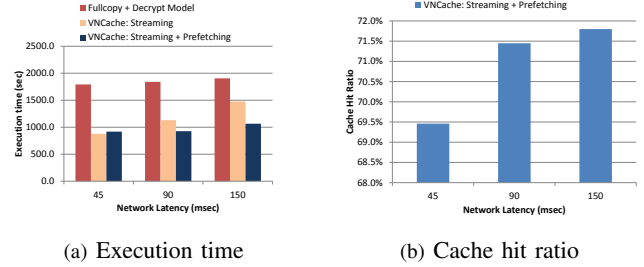 Fullcopy + Decrypt Model
VNCache: Streaming
VNCache: Streaming + Prefetching
2500.0
2000.0
1500.0
1000.0
500.0
0.0
Execution time (sec)
45
90
150
Network Latency (msec)
(a) Execution time
VNCache: Streaming + Prefetching
72.0%
71.5%
71.0%
70.5%
70.0%
69.5%
69.0%
68.5%
68.0%
Cache Hit Ratio
45
90
150
Network Latency (msec)
(b) Cache hit ratio